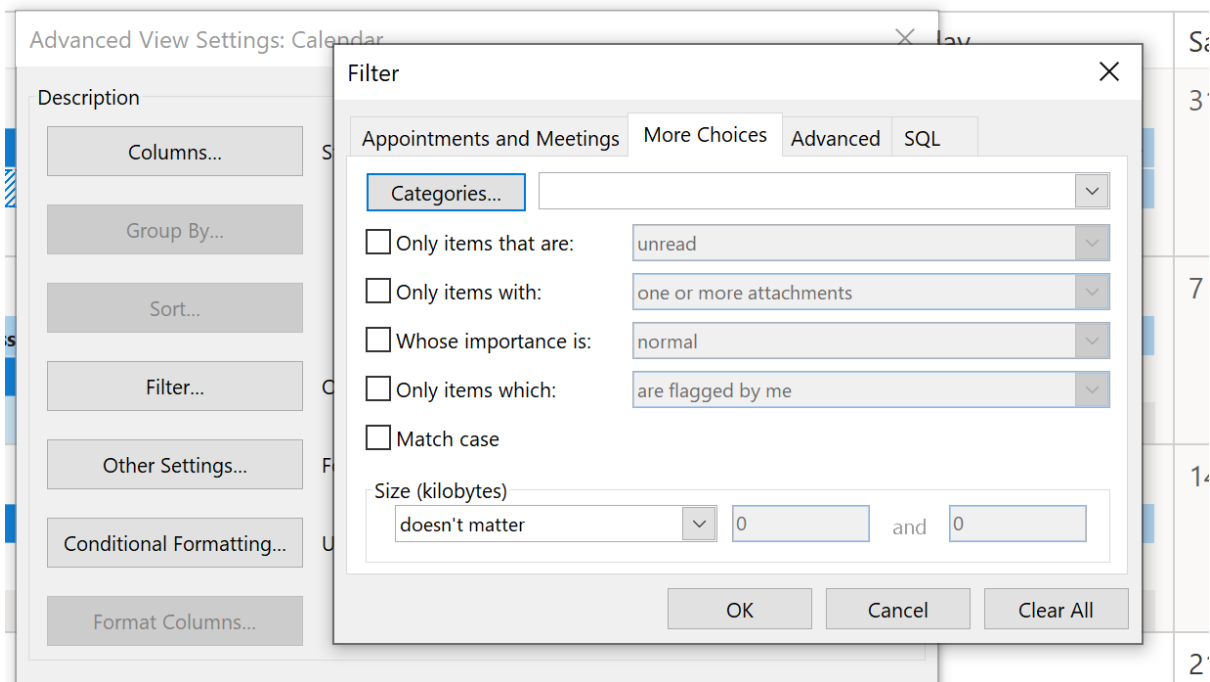 Advanced View Settings: Calendar
Description
Columns...
Group By...
Sort...
Filter...
Other Settings...
Conditional Formatting...
Format Columns...
Filter
Appointments and Meetings
More Choices
Advanced
SQL
Categories...
Only items that are:
unread
Only items with:
one or more attachments
Whose importance is:
normal
Only items which:
are flagged by me
Match case
Size (kilobytes)
doesn't matter
0
and
0
OK
Cancel
Clear All
7